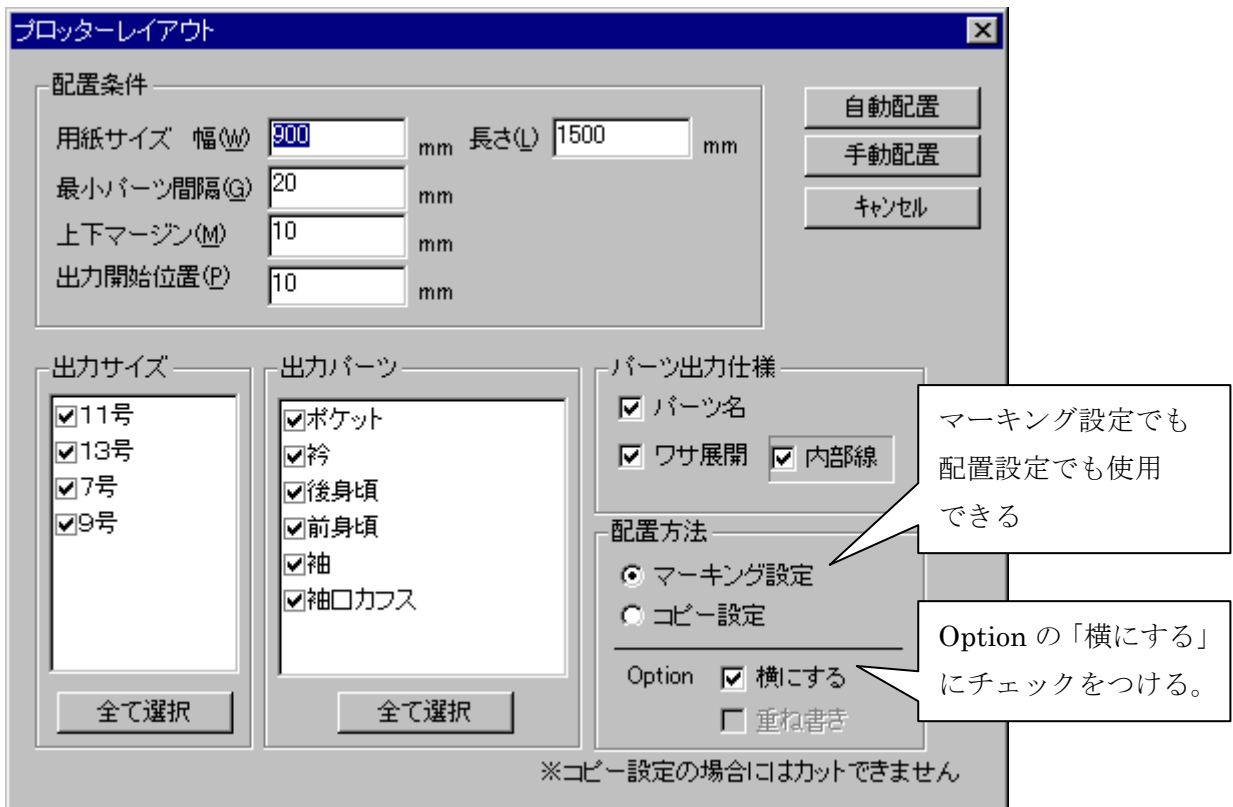 プロッターレイアウト
配置条件
用紙サイズ 幅(W) 900 mm 長さ(L) 1500 mm
最小パーツ間隔(G) 20 mm
上下マージン(M) 10 mm
出力開始位置(P) 10 mm
自動配置
手動配置
キャンセル
出力サイズ
11号
13号
7号
9号
全て選択
出力パーツ
ポケット
衿
後身頃
前身頃
袖
袖口カフス
全て選択
パーツ出力仕様
パーツ名
ワサ展開 内部線
配置方法
マーキング設定
コピー設定
Option 横にする
重ね書き
※コピー設定の場合にはカットできません
マーキング設定でも
配置設定でも使用
できる
Option の「横にする」
にチェックをつける。